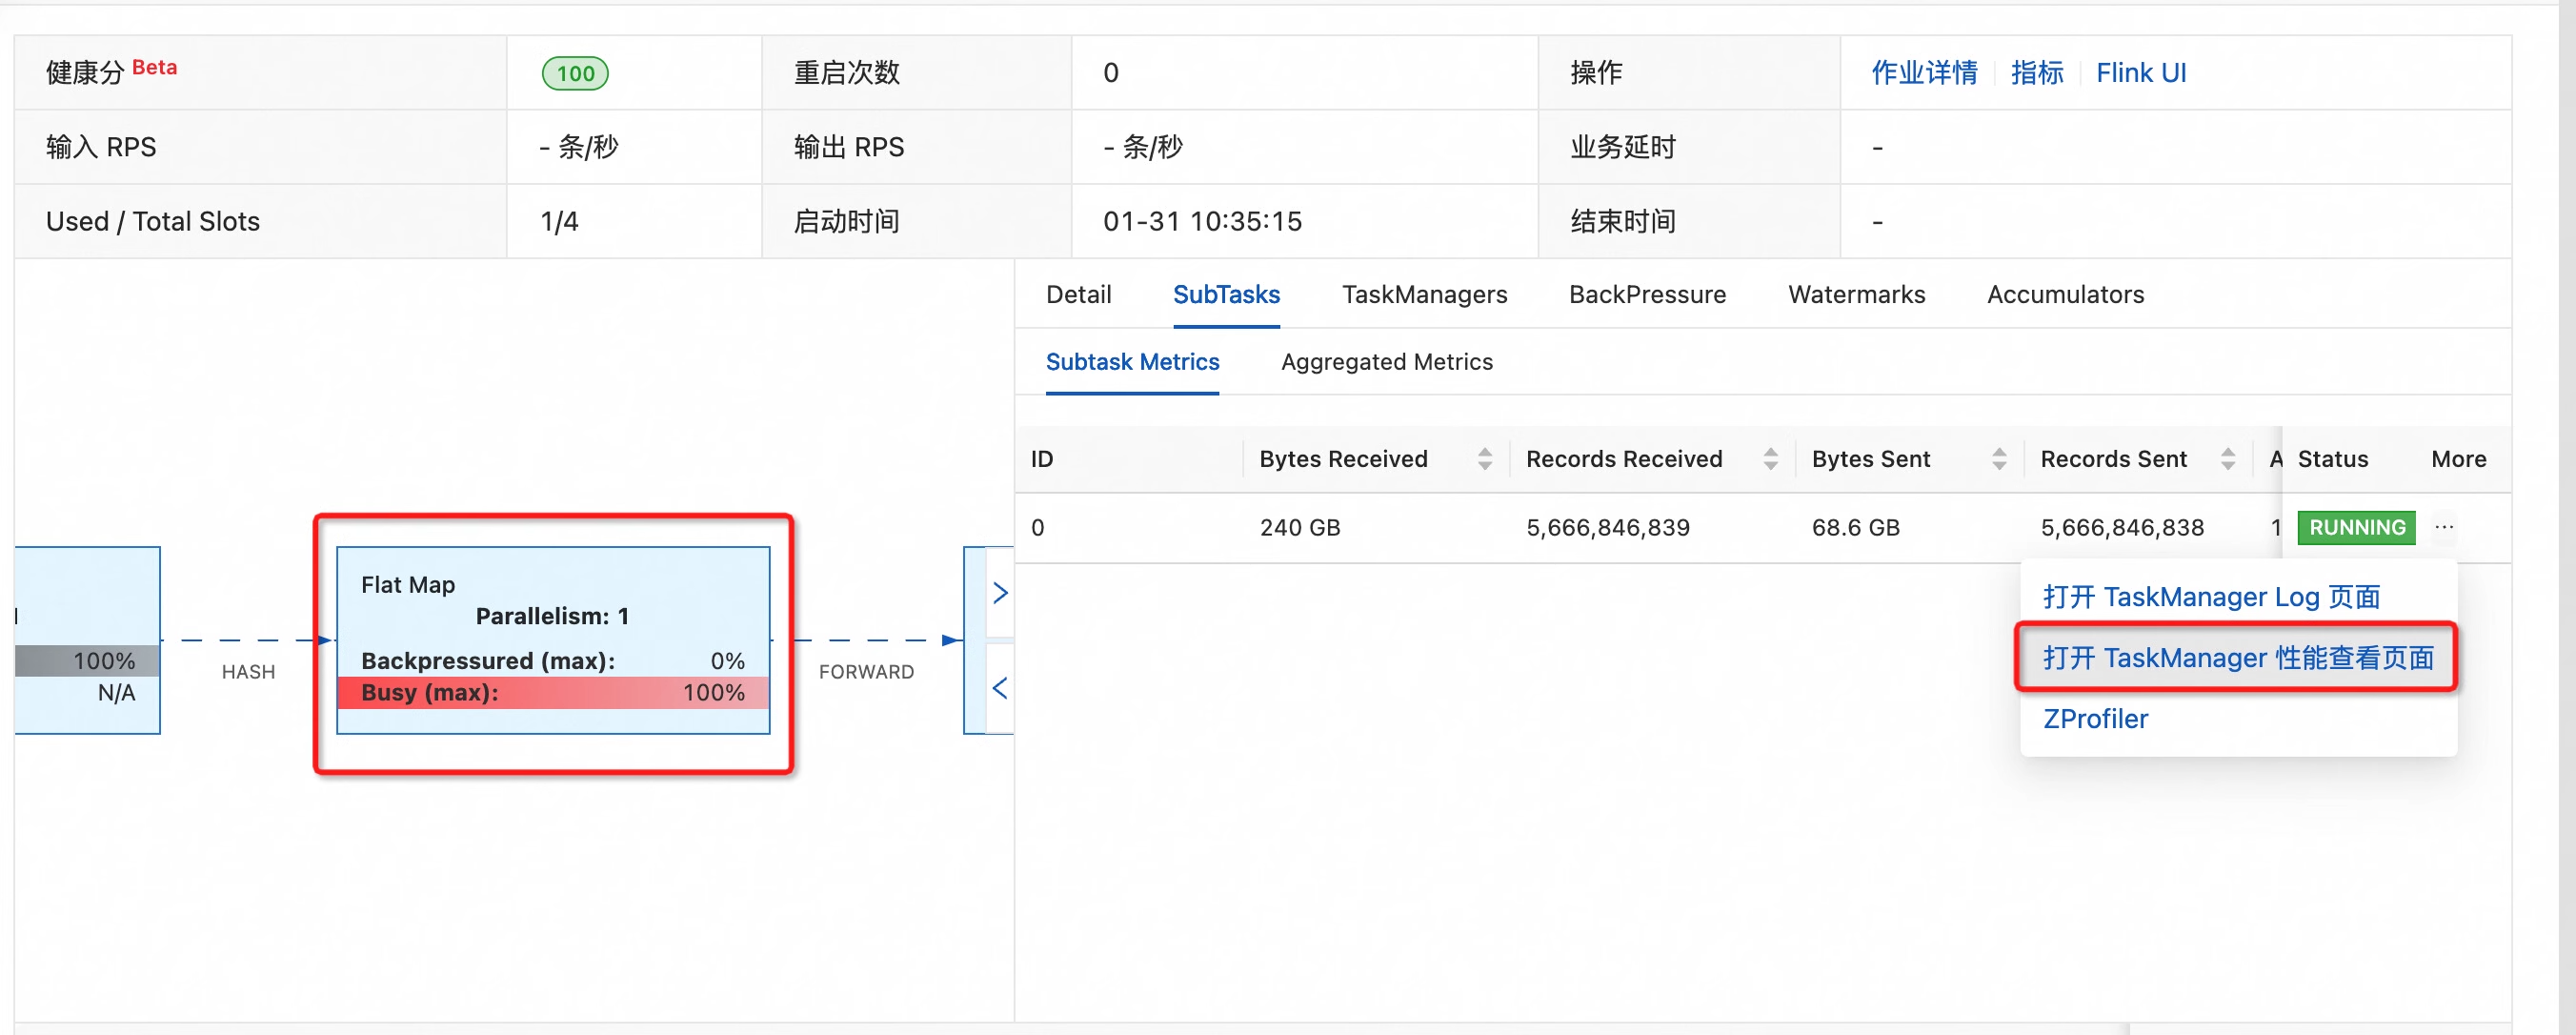 健康分 Beta 100 重启次数 0 操作 作业详情 指标 Flink UI
输入 RPS - 条/秒 输出 RPS - 条/秒 业务延时 -
Used / Total Slots 1/4 启动时间 01-31 10:35:15 结束时间 -
Detail SubTasks TaskManagers BackPressure Watermarks Accumulators
Subtask Metrics Aggregated Metrics
ID Bytes Received Records Received Bytes Sent Records Sent A Status More
0 240 GB 5,666,846,839 68.6 GB 5,666,846,838 1 RUNNING ...
100%
N/A
HASH
Flat Map
Parallelism: 1
Backpressured (max): 0%
Busy (max): 100%
FORWARD
打开 TaskManager Log 页面
打开 TaskManager 性能查看页面
ZProfiler